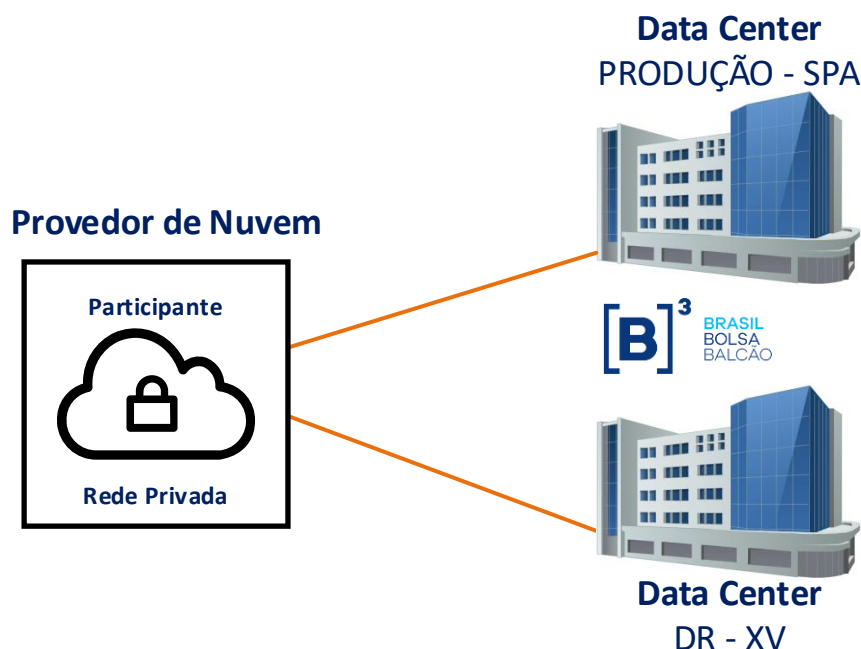 Data Center
PRODUÇÃO - SPA
Provedor de Nuvem
Participante
Rede Privada
[B]³
BRASIL
BOLSA
BALCÃO
Data Center
DR - XV